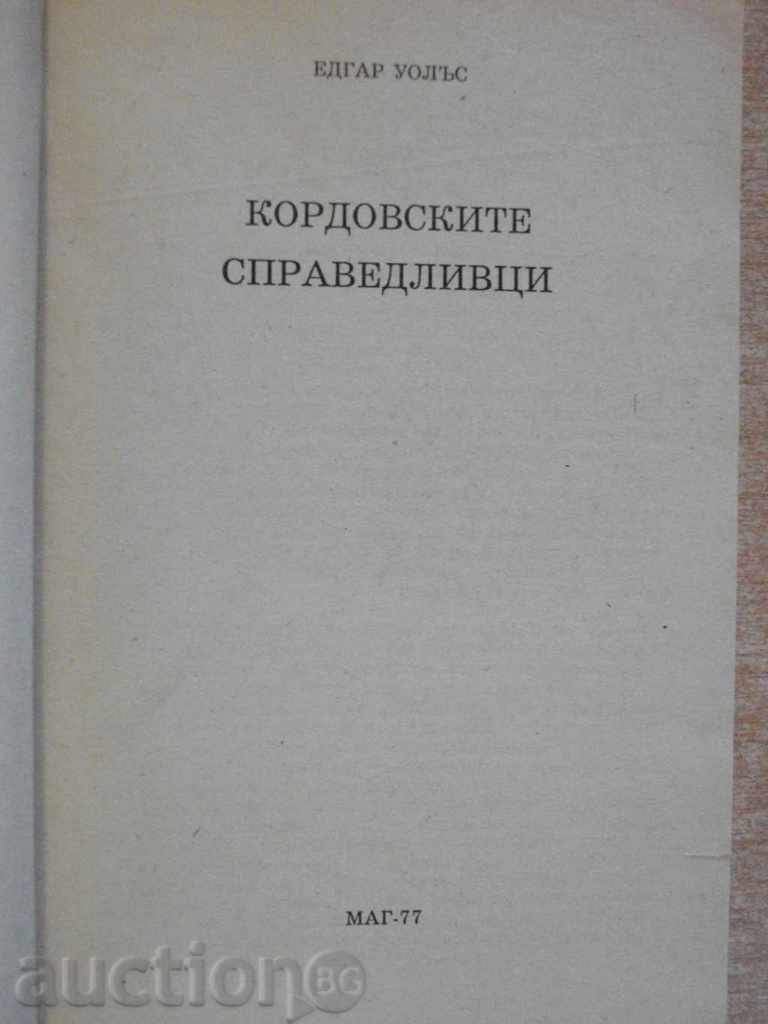 ЕДГАР УОЛЪС
КОРДОВСКИТЕ
СПРАВЕДЛИВЦИ
МАГ-77
auctionBG